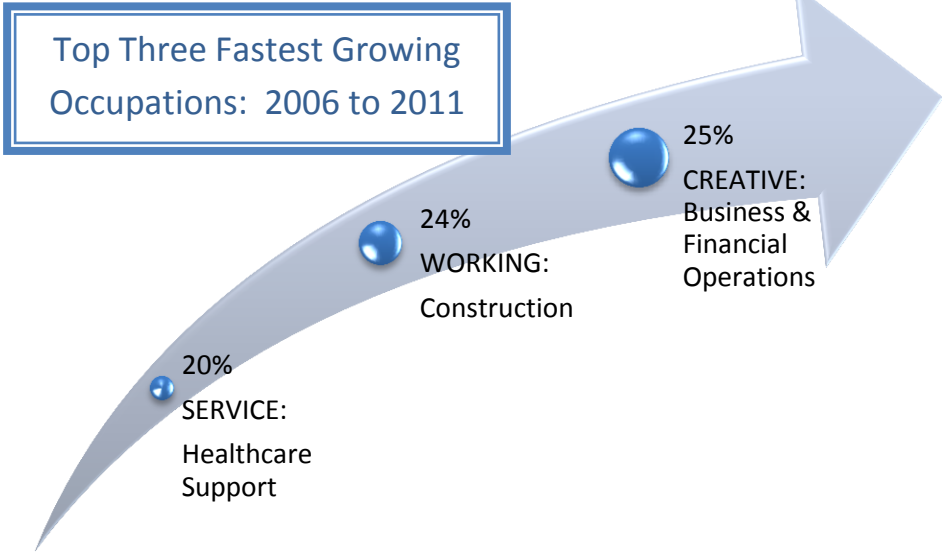 Top Three Fastest Growing
Occupations: 2006 to 2011
25%
CREATIVE:
Business &
Financial
Operations
24%
WORKING:
Construction
20%
SERVICE:
Healthcare
Support